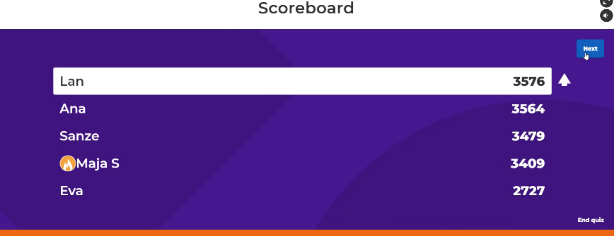 Scoreboard
Next
Lan 3576
Ana 3564
Sanze 3479
Maja S 3409
Eva 2727
End quiz